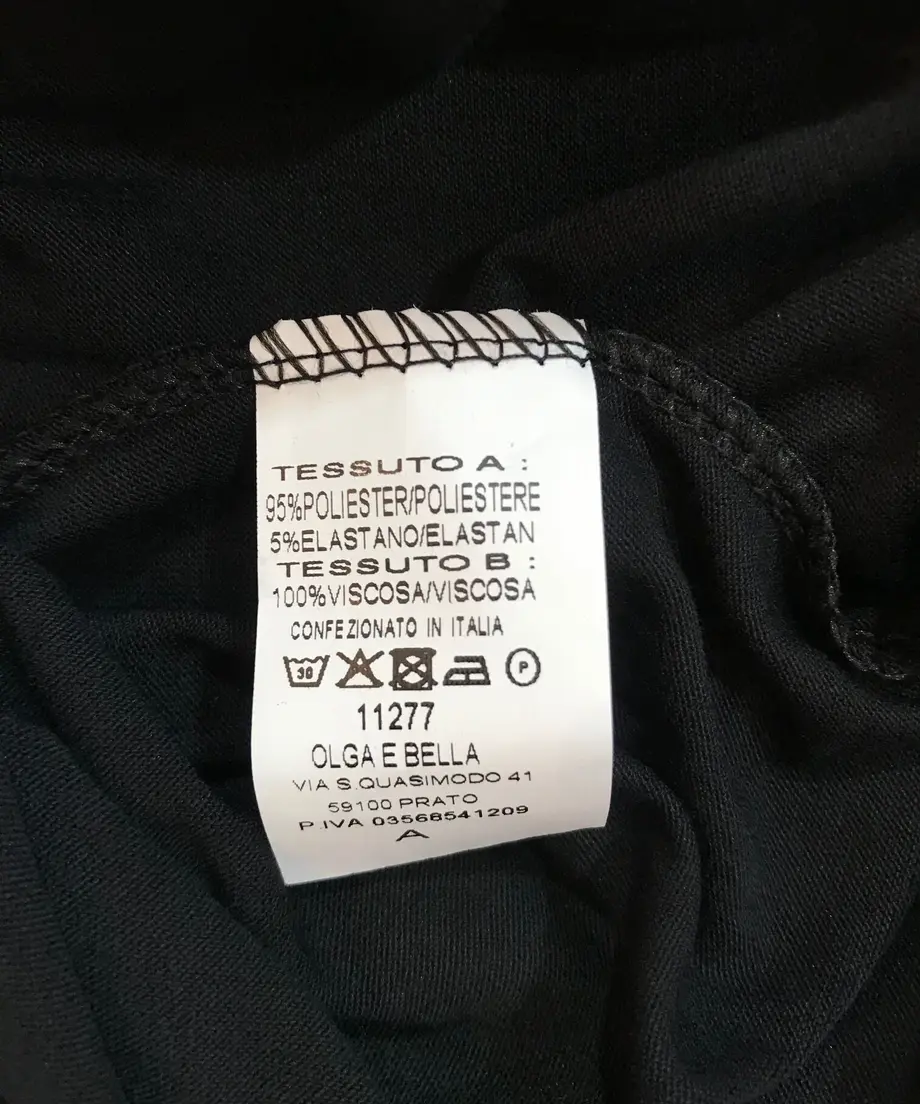 TESSUTO A :
95%POLIESTER/POLIESTERE
5%ELASTANO/ELASTAN
TESSUTO B :
100%VISCOSA/VISCOSA
CONFEZIONATO IN ITALIA
30 P
11277
OLGA E BELLA
VIA S.QUASIMODO 41
59100 PRATO
P.IVA 03568541209
A